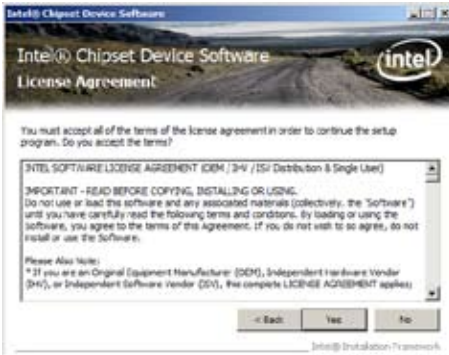 Intel® Chipset Device Software
Intel® Chipset Device Software
intel
License Agreement
You must accept all of the terms of the license agreement in order to continue the setup
program. Do you accept the terms?
INTEL SOFTWARE LICENSE AGREEMENT (OEM / IHV / ISV Distribution & Single User)
IMPORTANT - READ BEFORE COPYING, INSTALLING OR USING.
Do not use or load this software and any associated materials (collectively, the "Software")
until you have carefully read the following terms and conditions. By loading or using the
Software, you agree to the terms of this Agreement. If you do not wish to so agree, do not
install or use the Software.
Please Also Note:
* If you are an Original Equipment Manufacturer (OEM), Independent Hardware Vendor
(IHV), or Independent Software Vendor (ISV), this complete LICENSE AGREEMENT applies;
< Back
Yes
No
Intel® Installation Framework